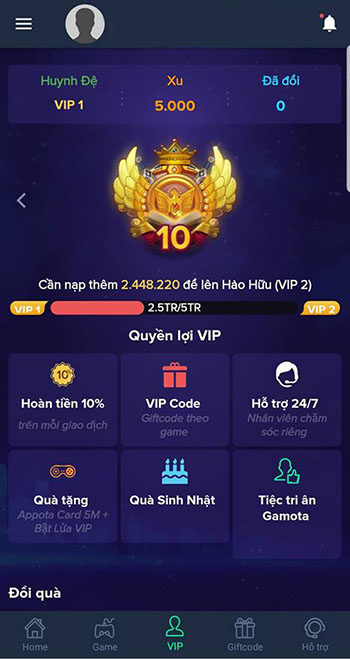 Huynh Đệ Xu Đã đổi
VIP 1 5.000 0
10
Cần nạp thêm 2.448.220 để lên Hảo Hữu (VIP 2)
VIP 1 2.5TR/5TR VIP 2
Quyền lợi VIP
10
Hoàn tiền 10% VIP Code Hỗ trợ 24/7
trên mỗi giao dịch Giftcode theo Nhân viên chăm
game sóc riêng
Quà tặng Quà Sinh Nhật Tiệc tri ân
Appota Card 5M + Gamota
Bật Lửa VIP
Đổi quà
Home Game VIP Giftcode Hỗ trợ